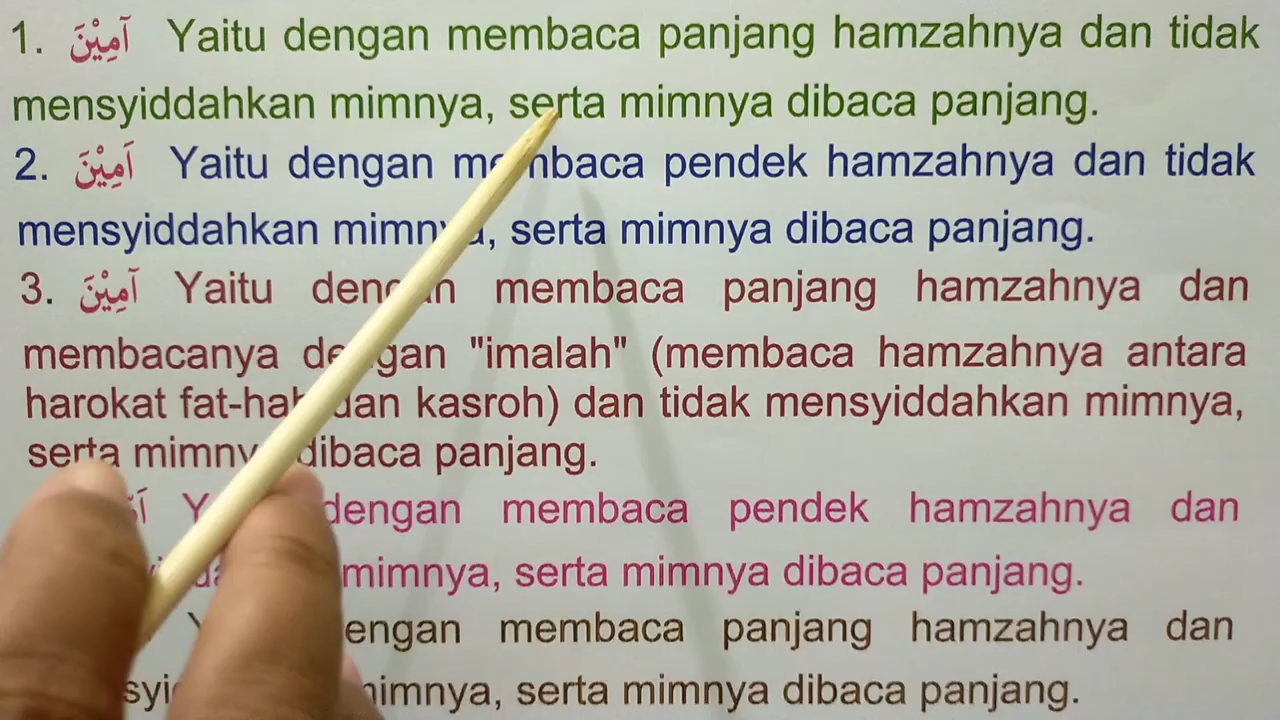 1. آمِيْنَ Yaitu dengan membaca panjang hamzahnya dan tidak
mensyiddahkan mimnya, serta mimnya dibaca panjang.
2. اَمِيْنَ Yaitu dengan membaca pendek hamzahnya dan tidak
mensyiddahkan mimnya, serta mimnya dibaca panjang.
3. آمِيْنَ Yaitu dengan membaca panjang hamzahnya dan
membacanya dengan "imalah" (membaca hamzahnya antara
harokat fat-hah dan kasroh) dan tidak mensyiddahkan mimnya,
serta mimnya dibaca panjang.
dengan membaca pendek hamzahnya dan
mimnya, serta mimnya dibaca panjang.
dengan membaca panjang hamzahnya dan
mimnya, serta mimnya dibaca panjang.